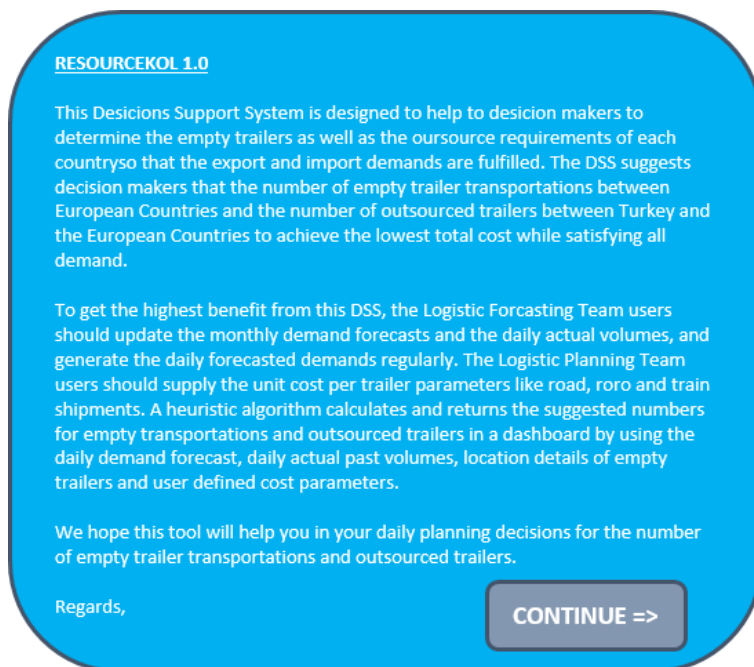 RESOURCEKOL 1.0
This Desicions Support System is designed to help to desicion makers to
determine the empty trailers as well as the oursource requirements of each
countryso that the export and import demands are fulfilled. The DSS suggests
decision makers that the number of empty trailer transportations between
European Countries and the number of outsourced trailers between Turkey and
the European Countries to achieve the lowest total cost while satisfying all
demand.
To get the highest benefit from this DSS, the Logistic Forcasting Team users
should update the monthly demand forecasts and the daily actual volumes, and
generate the daily forecasted demands regularly. The Logistic Planning Team
users should supply the unit cost per trailer parameters like road, roro and train
shipments. A heuristic algorithm calculates and returns the suggested numbers
for empty transportations and outsourced trailers in a dashboard by using the
daily demand forecast, daily actual past volumes, location details of empty
trailers and user defined cost parameters.
We hope this tool will help you in your daily planning decisions for the number
of empty trailer transportations and outsourced trailers.
Regards,
CONTINUE =>